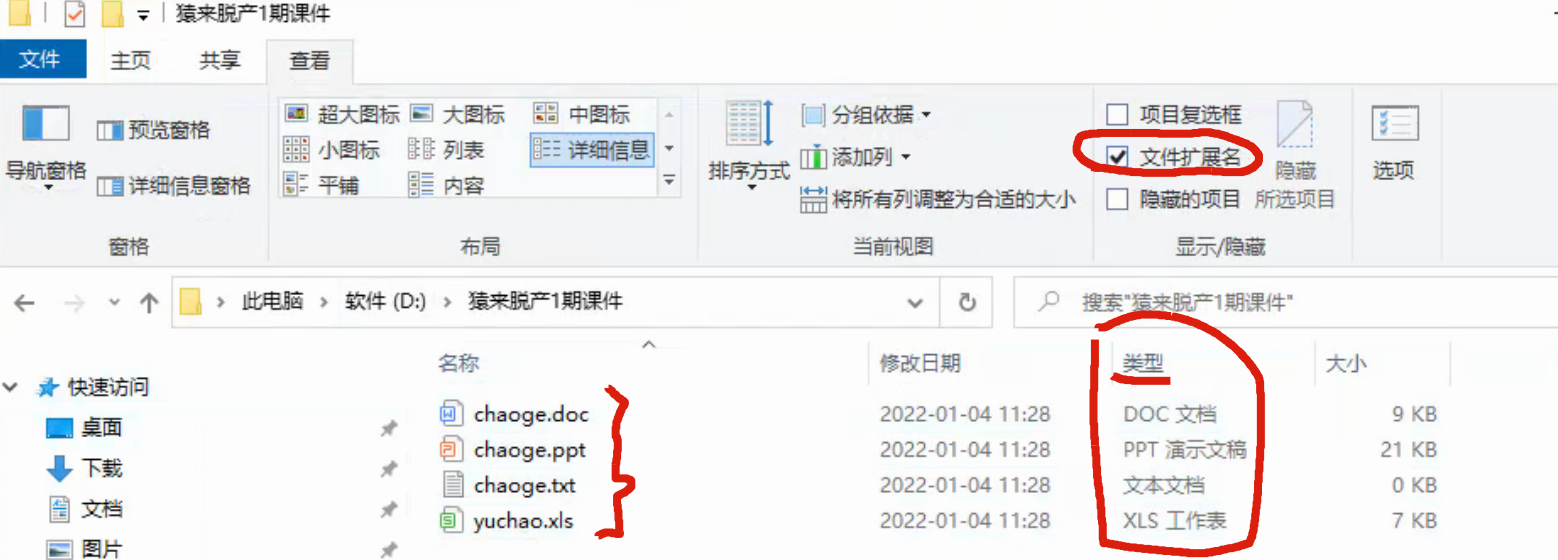 猿来脱产1期课件
文件 主页 共享 查看
导航窗格
预览窗格
详细信息窗格
窗格
超大图标 大图标 中图标
小图标 列表 详细信息
平铺 内容
布局
排序方式
分组依据
添加列
将所有列调整为合适的大小
当前视图
项目复选框
文件扩展名
隐藏的项目
隐藏
所选项目
显示/隐藏
选项
此电脑 › 软件 (D:) › 猿来脱产1期课件
搜索"猿来脱产1期课件"
快速访问
桌面
下载
文档
图片
名称 修改日期 类型 大小
chaoge.doc 2022-01-04 11:28 DOC 文档 9 KB
chaoge.ppt 2022-01-04 11:28 PPT 演示文稿 21 KB
chaoge.txt 2022-01-04 11:28 文本文档 0 KB
yuchao.xls 2022-01-04 11:28 XLS 工作表 7 KB